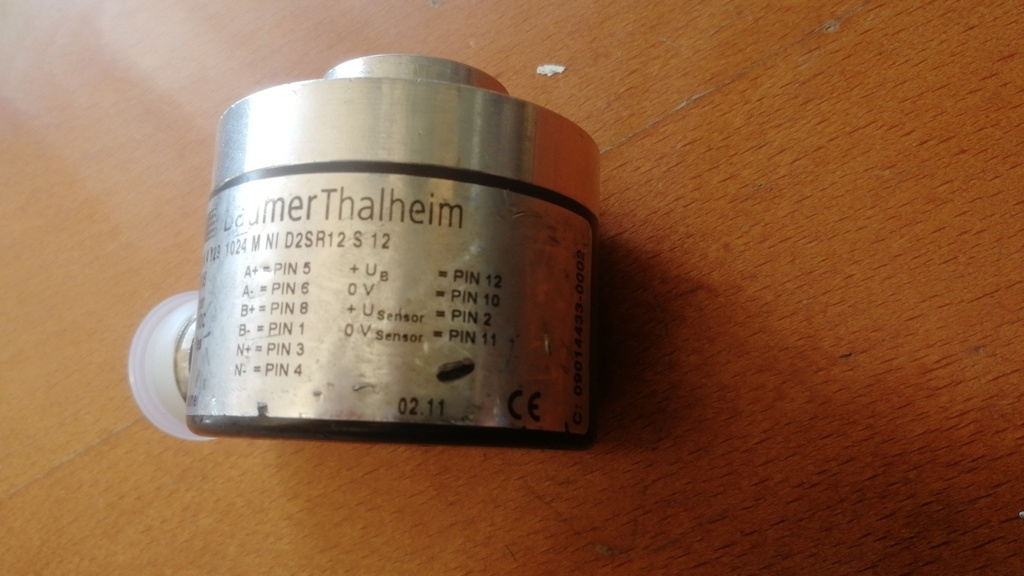 BaumerThalheim
1024 M NI D2SR12 S 12
A+ = PIN 5 + UB = PIN 12
A- = PIN 6 0 V = PIN 10
B+ = PIN 8 + USensor = PIN 2
B- = PIN 1 0 VSensor = PIN 11
N+ = PIN 3
N- = PIN 4
02.11 CE
C: 09014433-0002